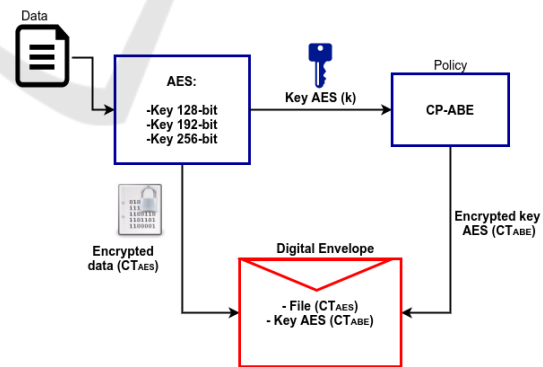 Data
AES:
-Key 128-bit
-Key 192-bit
-Key 256-bit
Key AES (k)
Policy
CP-ABE
Encrypted
data (CTAES)
Encrypted key
AES (CTABE)
Digital Envelope
- File (CTAES)
- Key AES (CTABE)